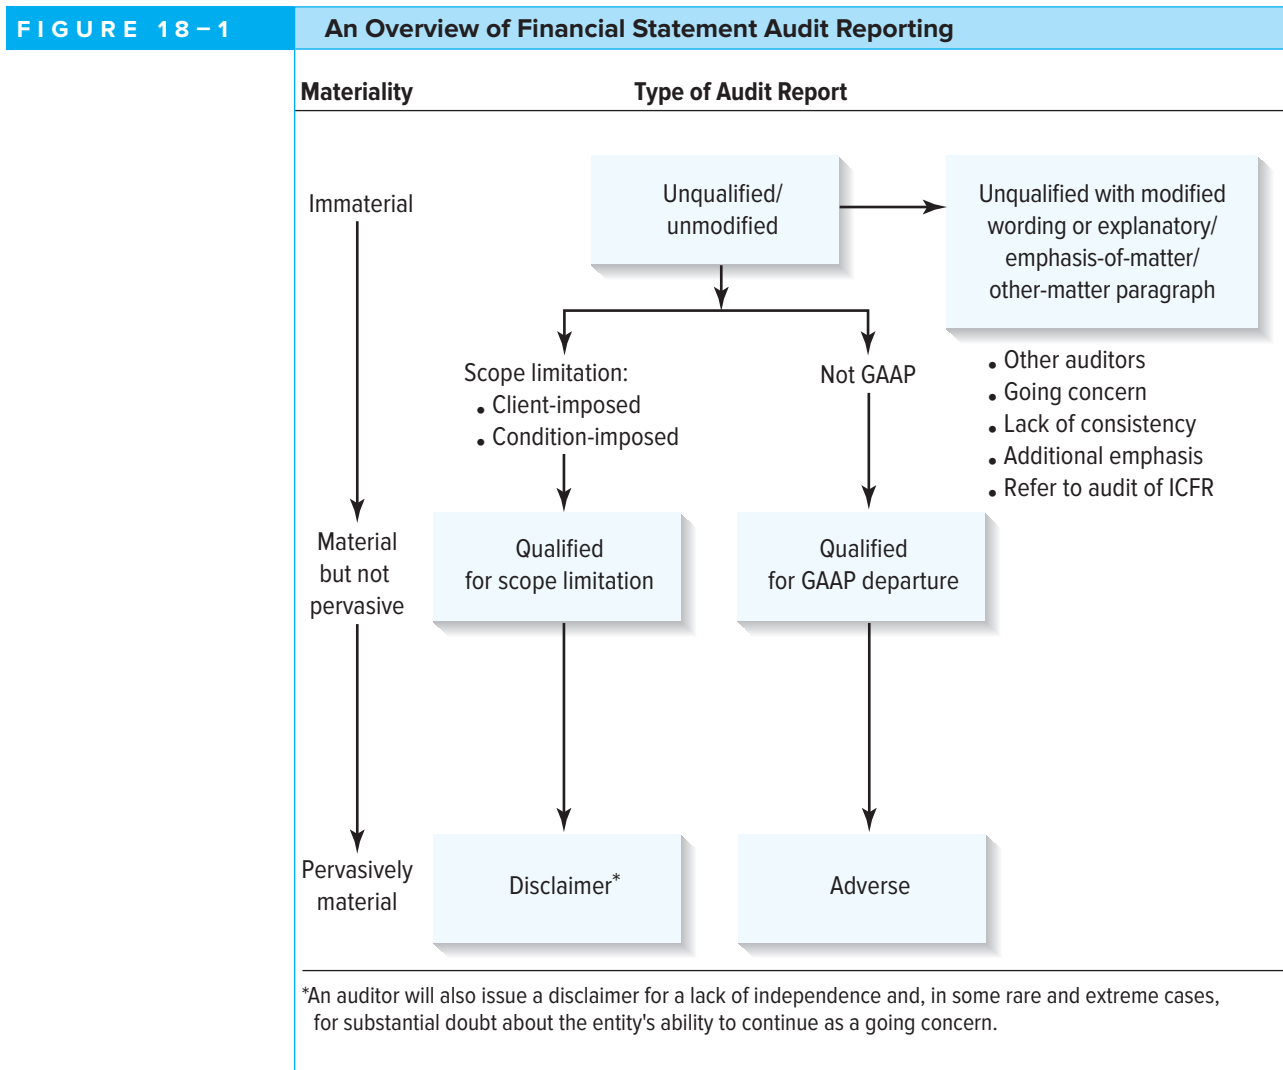 FIGURE 18–1
An Overview of Financial Statement Audit Reporting
Materiality
Type of Audit Report
Immaterial
Unqualified/
unmodified
Unqualified with modified
wording or explanatory/
emphasis-of-matter/
other-matter paragraph
• Other auditors
• Going concern
• Lack of consistency
• Additional emphasis
• Refer to audit of ICFR
Scope limitation:
• Client-imposed
• Condition-imposed
Not GAAP
Material
but not
pervasive
Qualified
for scope limitation
Qualified
for GAAP departure
Pervasively
material
Disclaimer*
Adverse
*An auditor will also issue a disclaimer for a lack of independence and, in some rare and extreme cases,
for substantial doubt about the entity's ability to continue as a going concern.